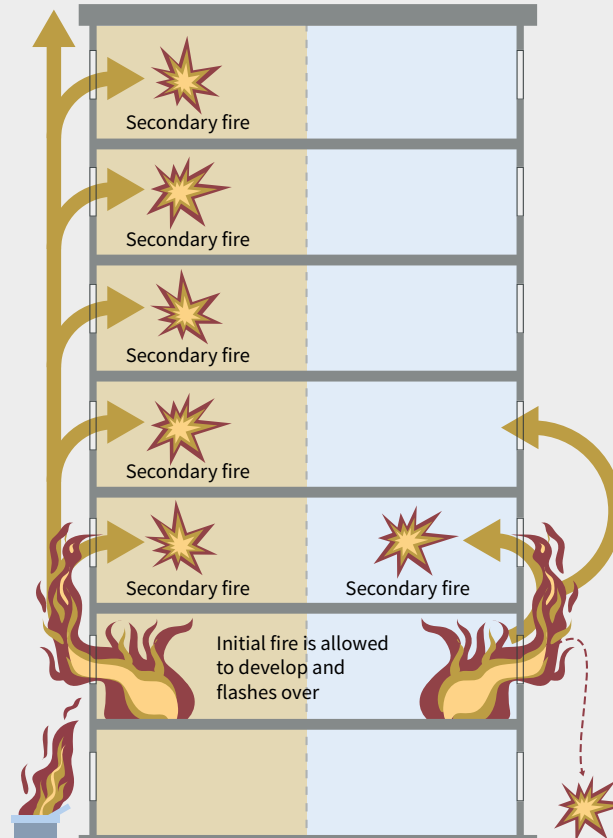 Secondary fire
Secondary fire
Secondary fire
Secondary fire
Secondary fire
Secondary fire
Initial fire is allowed
to develop and
flashes over